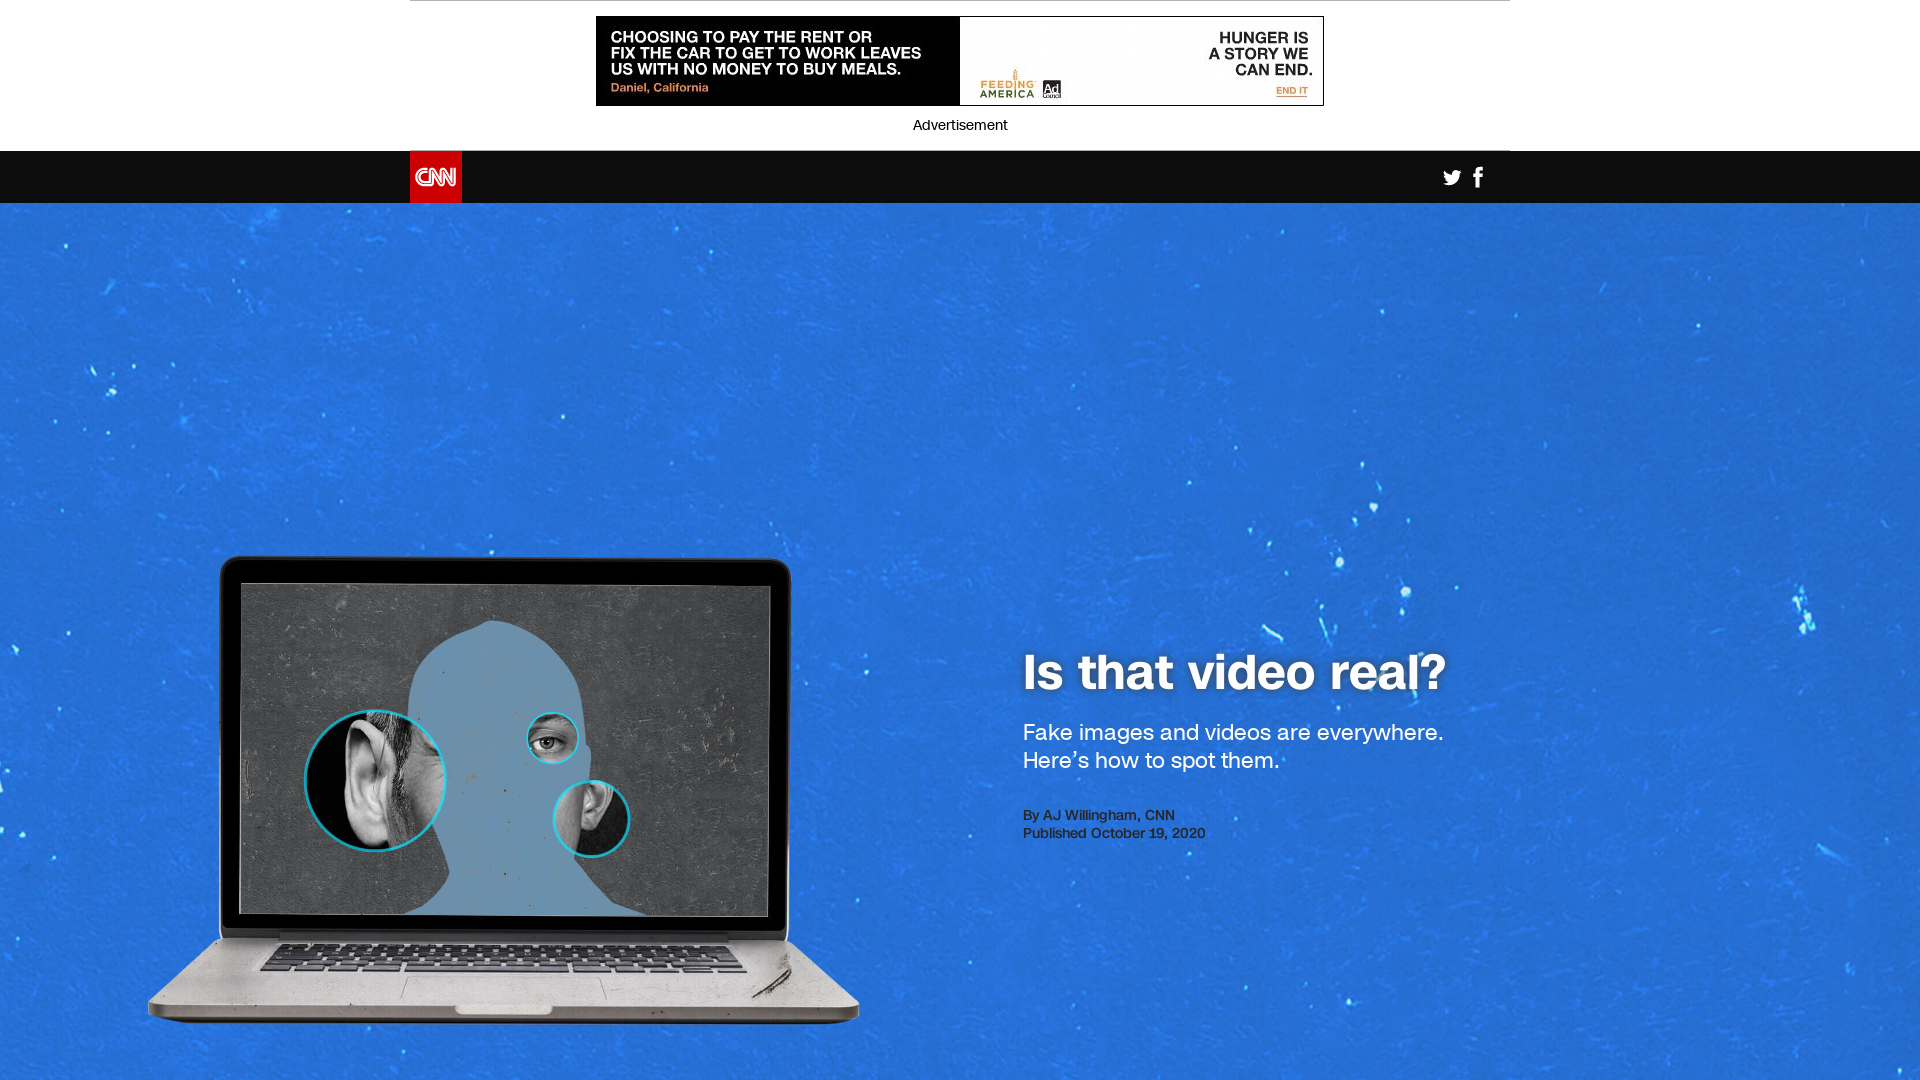 CHOOSING TO PAY THE RENT OR
FIX THE CAR TO GET TO WORK LEAVES
US WITH NO MONEY TO BUY MEALS.
Daniel, California
FEEDING
AMERICA
Ad
Council
HUNGER IS
A STORY WE
CAN END.
END IT
Advertisement
CNN
Is that video real?
Fake images and videos are everywhere.
Here’s how to spot them.
By AJ Willingham, CNN
Published October 19, 2020